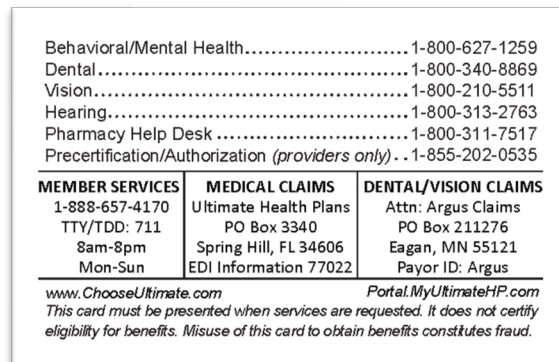 Behavioral/Mental Health..............................1-800-627-1259
Dental.........................................................1-800-340-8869
Vision..........................................................1-800-210-5511
Hearing........................................................1-800-313-2763
Pharmacy Help Desk ...................................1-800-311-7517
Precertification/Authorization (providers only)..1-855-202-0535
MEMBER SERVICES
1-888-657-4170
TTY/TDD: 711
8am-8pm
Mon-Sun
MEDICAL CLAIMS
Ultimate Health Plans
PO Box 3340
Spring Hill, FL 34606
EDI Information 77022
DENTAL/VISION CLAIMS
Attn: Argus Claims
PO Box 211276
Eagan, MN 55121
Payor ID: Argus
www.ChooseUltimate.com Portal.MyUltimateHP.com
This card must be presented when services are requested. It does not certify
eligibility for benefits. Misuse of this card to obtain benefits constitutes fraud.